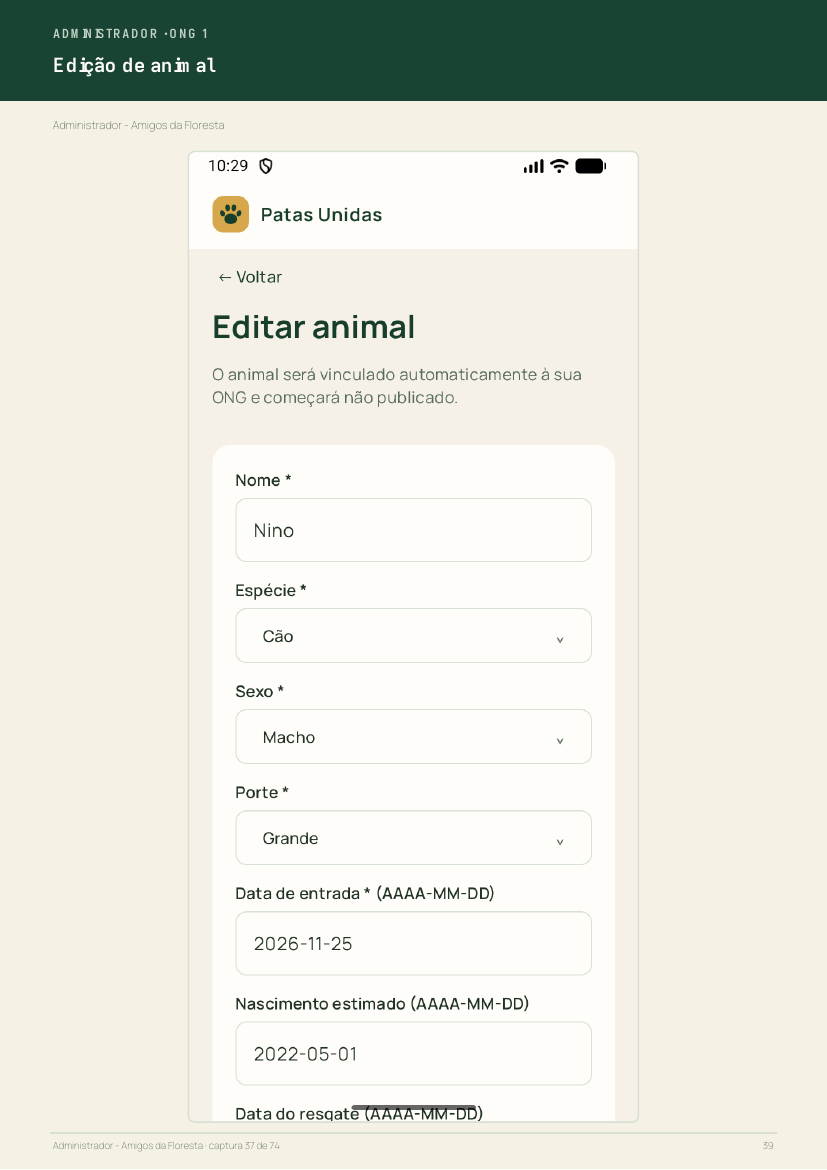 ADMINISTRADOR · ONG 1
Edição de animal
Administrador - Amigos da Floresta
10:29
Patas Unidas
← Voltar
Editar animal
O animal será vinculado automaticamente à sua
ONG e começará não publicado.
Nome *
Nino
Espécie *
Cão
Sexo *
Macho
Porte *
Grande
Data de entrada * (AAAA-MM-DD)
2026-11-25
Nascimento estimado (AAAA-MM-DD)
2022-05-01
Data do resgate (AAAA-MM-DD)
Administrador - Amigos da Floresta · captura 37 de 74
39